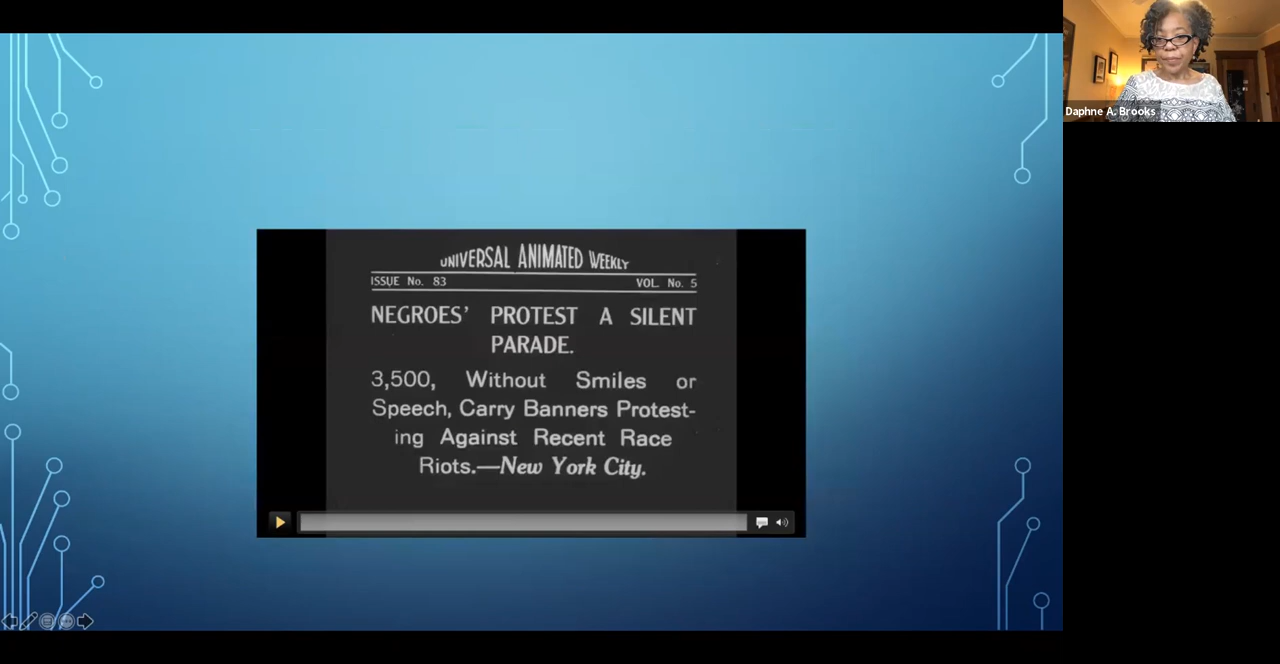 UNIVERSAL ANIMATED WEEKLY
ISSUE No. 83 VOL. No. 5
NEGROES' PROTEST A SILENT
PARADE.
3,500, Without Smiles or
Speech, Carry Banners Protest-
ing Against Recent Race
Riots.—New York City.
Daphne A. Brooks